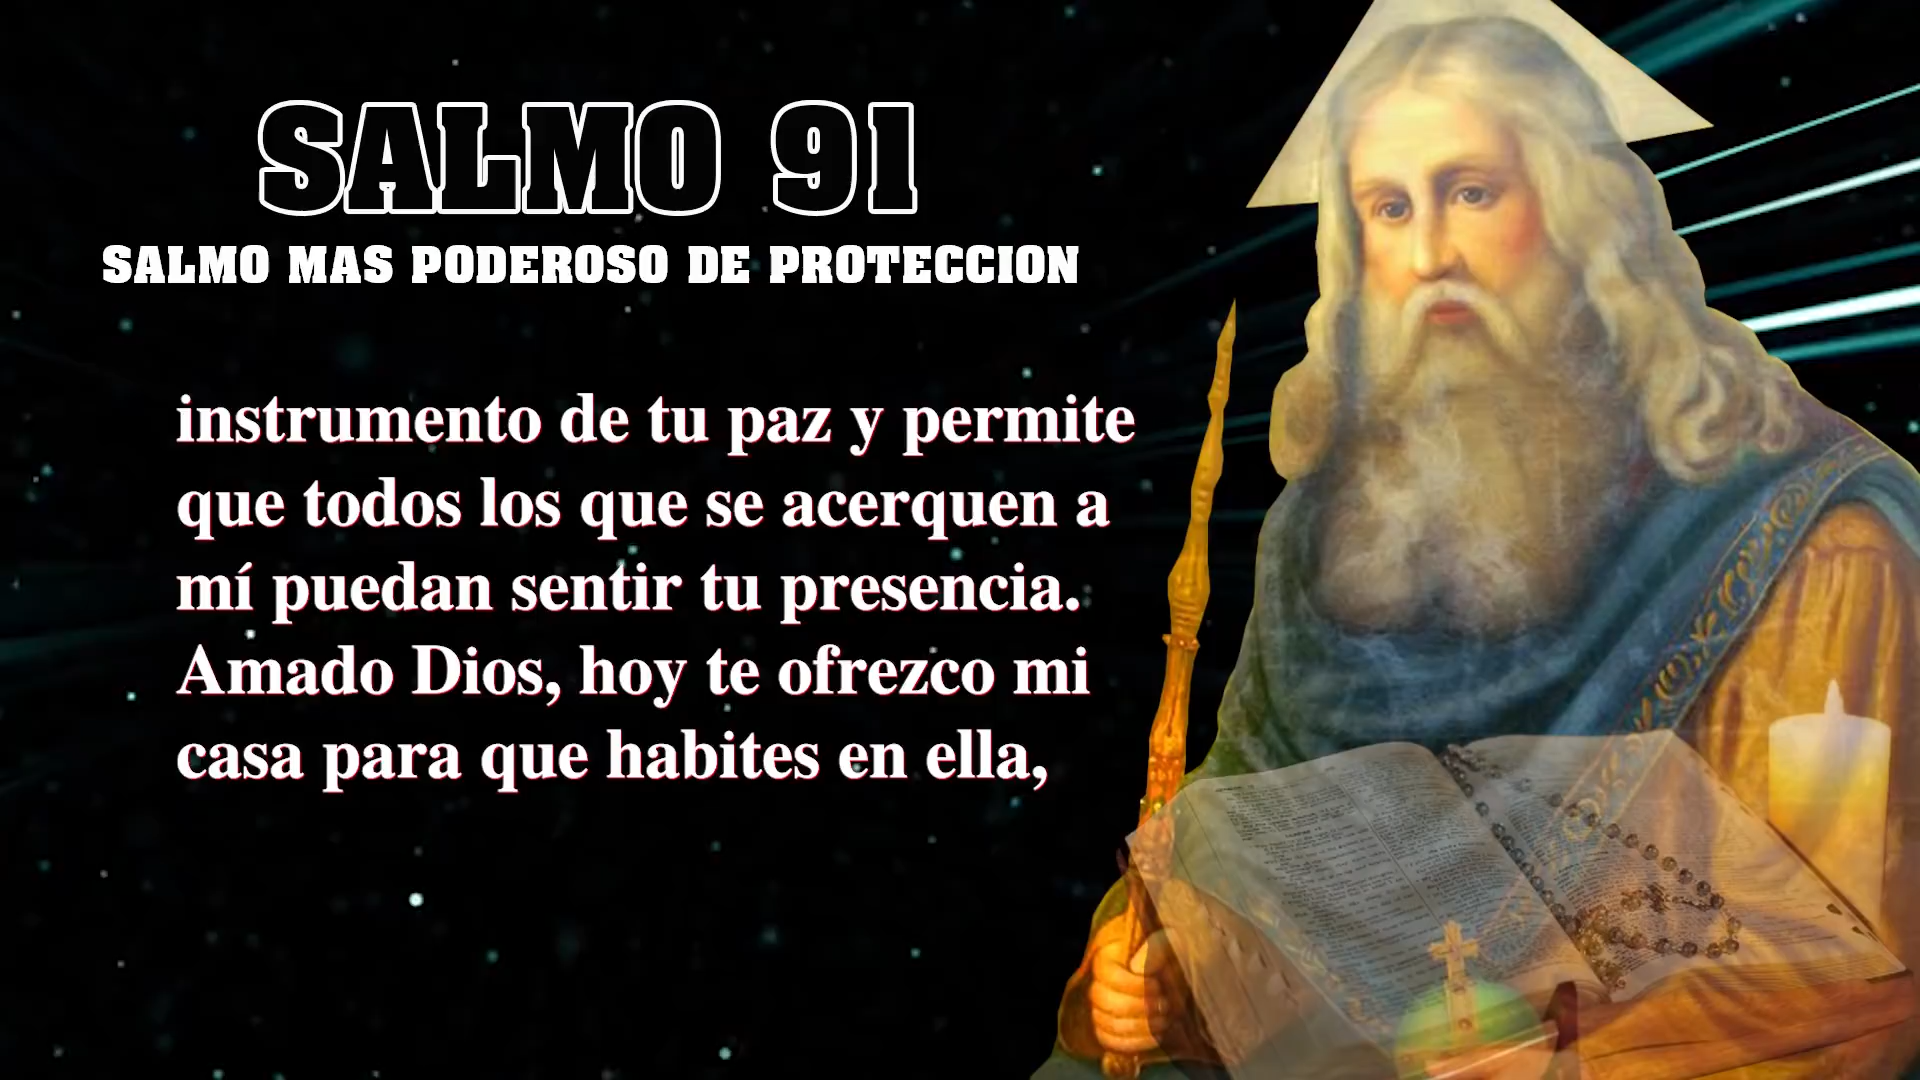 SALMO 91
SALMO MAS PODEROSO DE PROTECCION
instrumento de tu paz y permite
que todos los que se acerquen a
mí puedan sentir tu presencia.
Amado Dios, hoy te ofrezco mi
casa para que habites en ella,